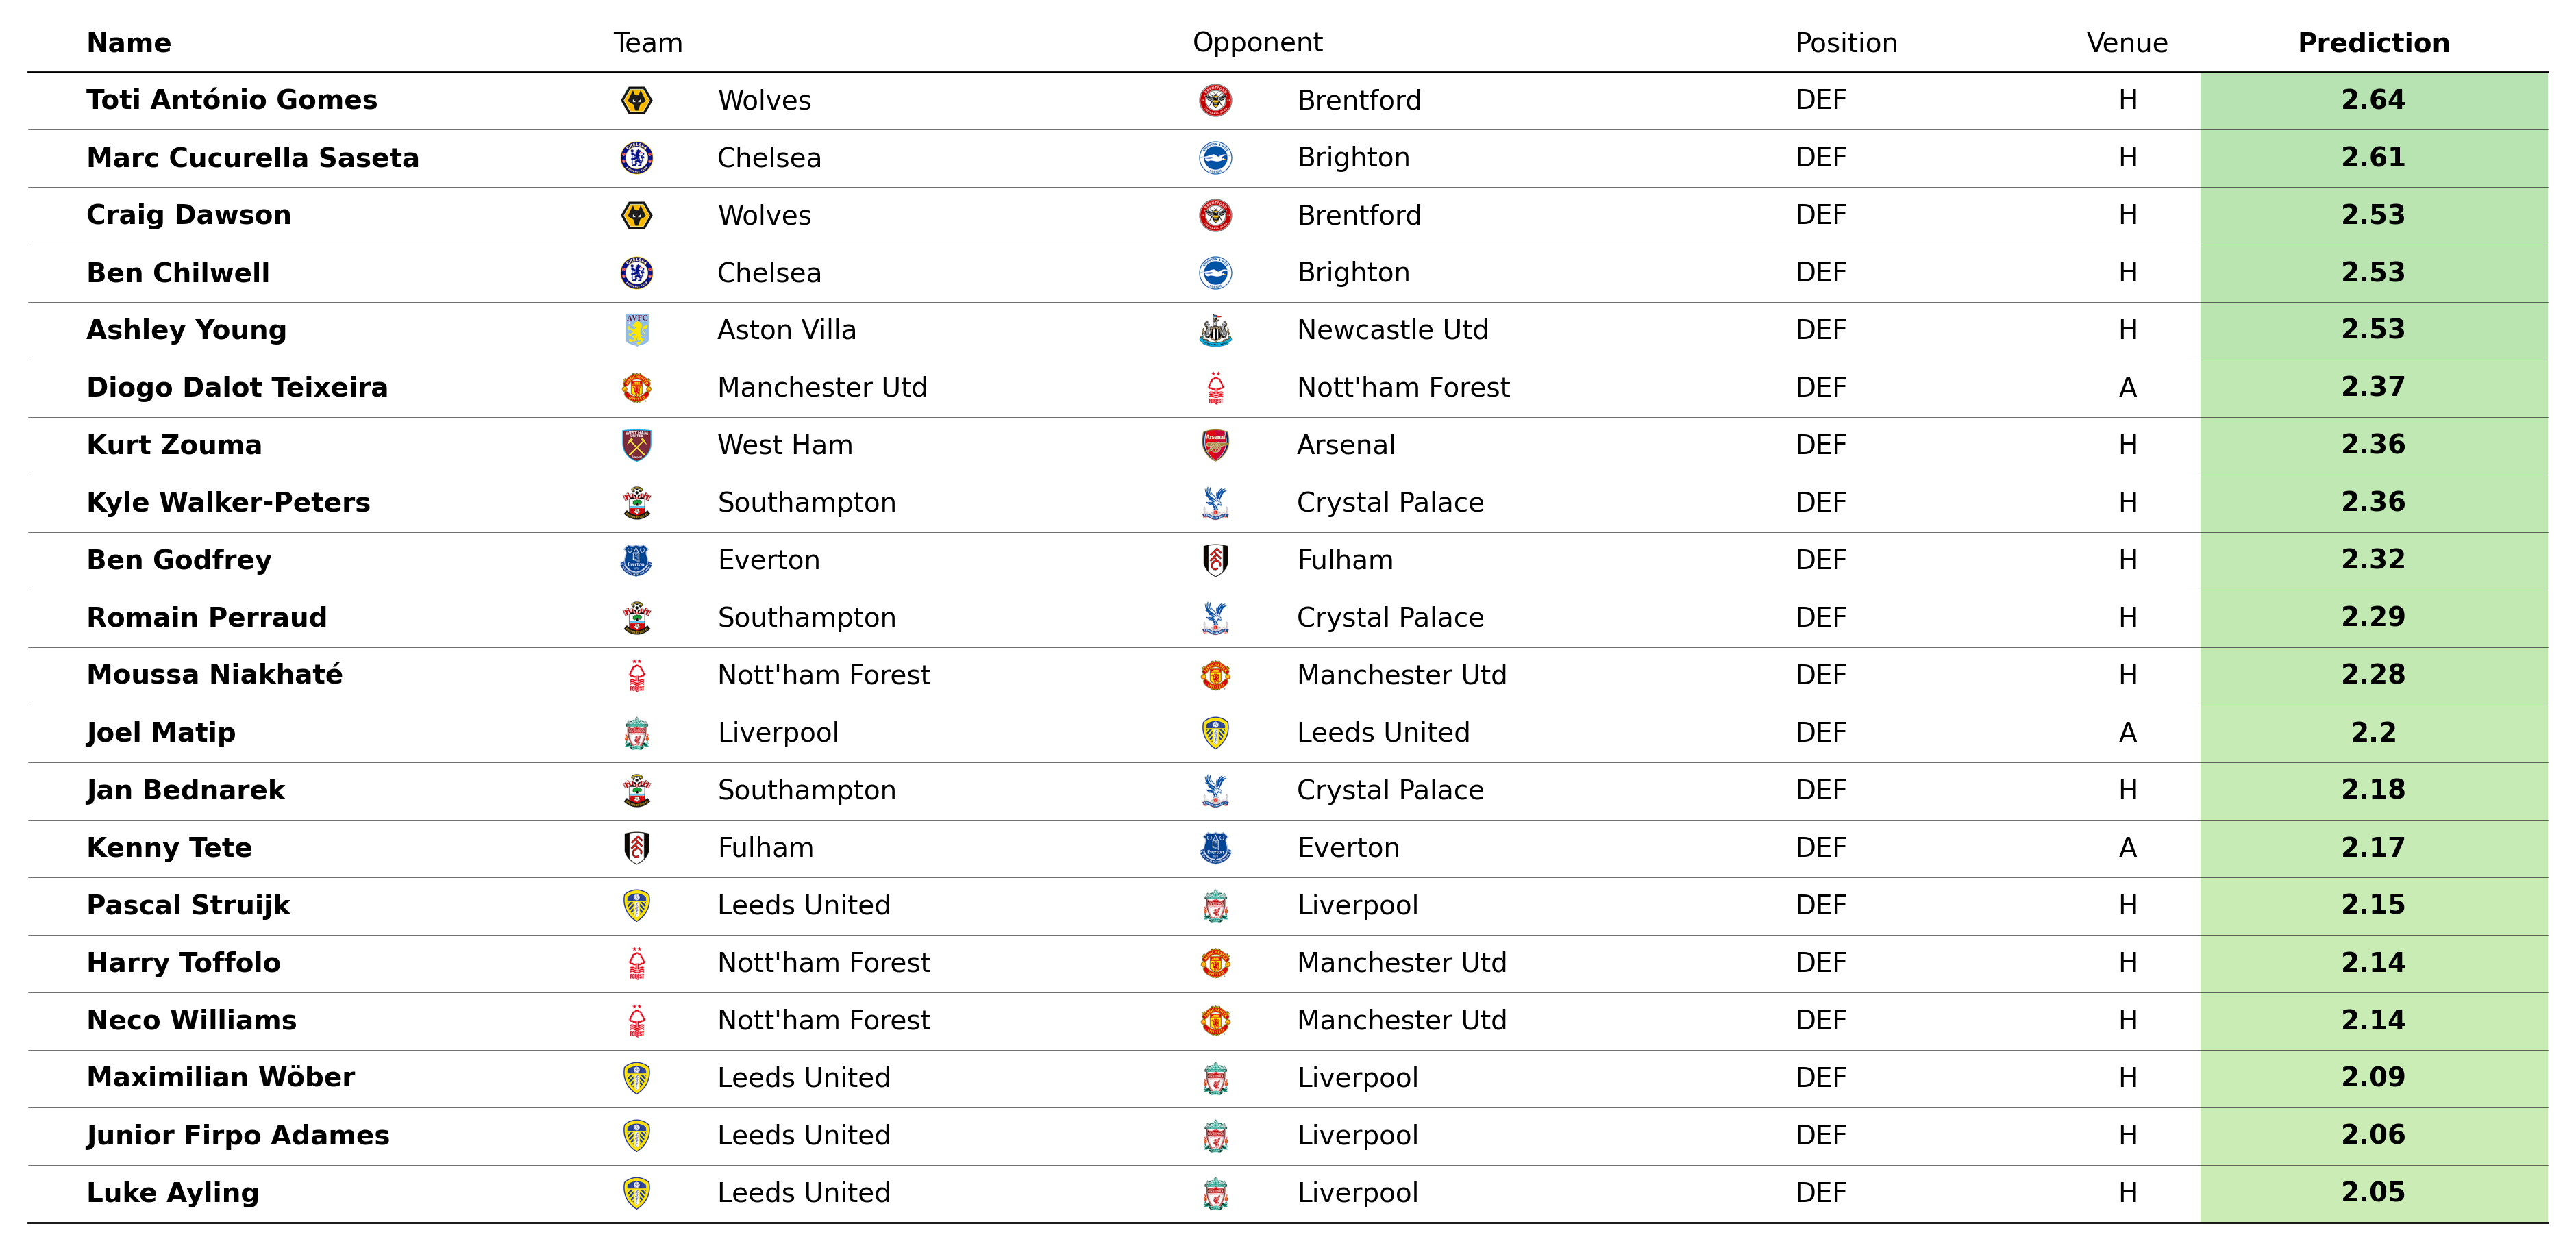 Name Team Opponent Position Venue Prediction
Toti António Gomes Wolves Brentford DEF H 2.64
Marc Cucurella Saseta Chelsea Brighton DEF H 2.61
Craig Dawson Wolves Brentford DEF H 2.53
Ben Chilwell Chelsea Brighton DEF H 2.53
Ashley Young Aston Villa Newcastle Utd DEF H 2.53
Diogo Dalot Teixeira Manchester Utd Nott'ham Forest DEF A 2.37
Kurt Zouma West Ham Arsenal DEF H 2.36
Kyle Walker-Peters Southampton Crystal Palace DEF H 2.36
Ben Godfrey Everton Fulham DEF H 2.32
Romain Perraud Southampton Crystal Palace DEF H 2.29
Moussa Niakhaté Nott'ham Forest Manchester Utd DEF H 2.28
Joel Matip Liverpool Leeds United DEF A 2.2
Jan Bednarek Southampton Crystal Palace DEF H 2.18
Kenny Tete Fulham Everton DEF A 2.17
Pascal Struijk Leeds United Liverpool DEF H 2.15
Harry Toffolo Nott'ham Forest Manchester Utd DEF H 2.14
Neco Williams Nott'ham Forest Manchester Utd DEF H 2.14
Maximilian Wöber Leeds United Liverpool DEF H 2.09
Junior Firpo Adames Leeds United Liverpool DEF H 2.06
Luke Ayling Leeds United Liverpool DEF H 2.05